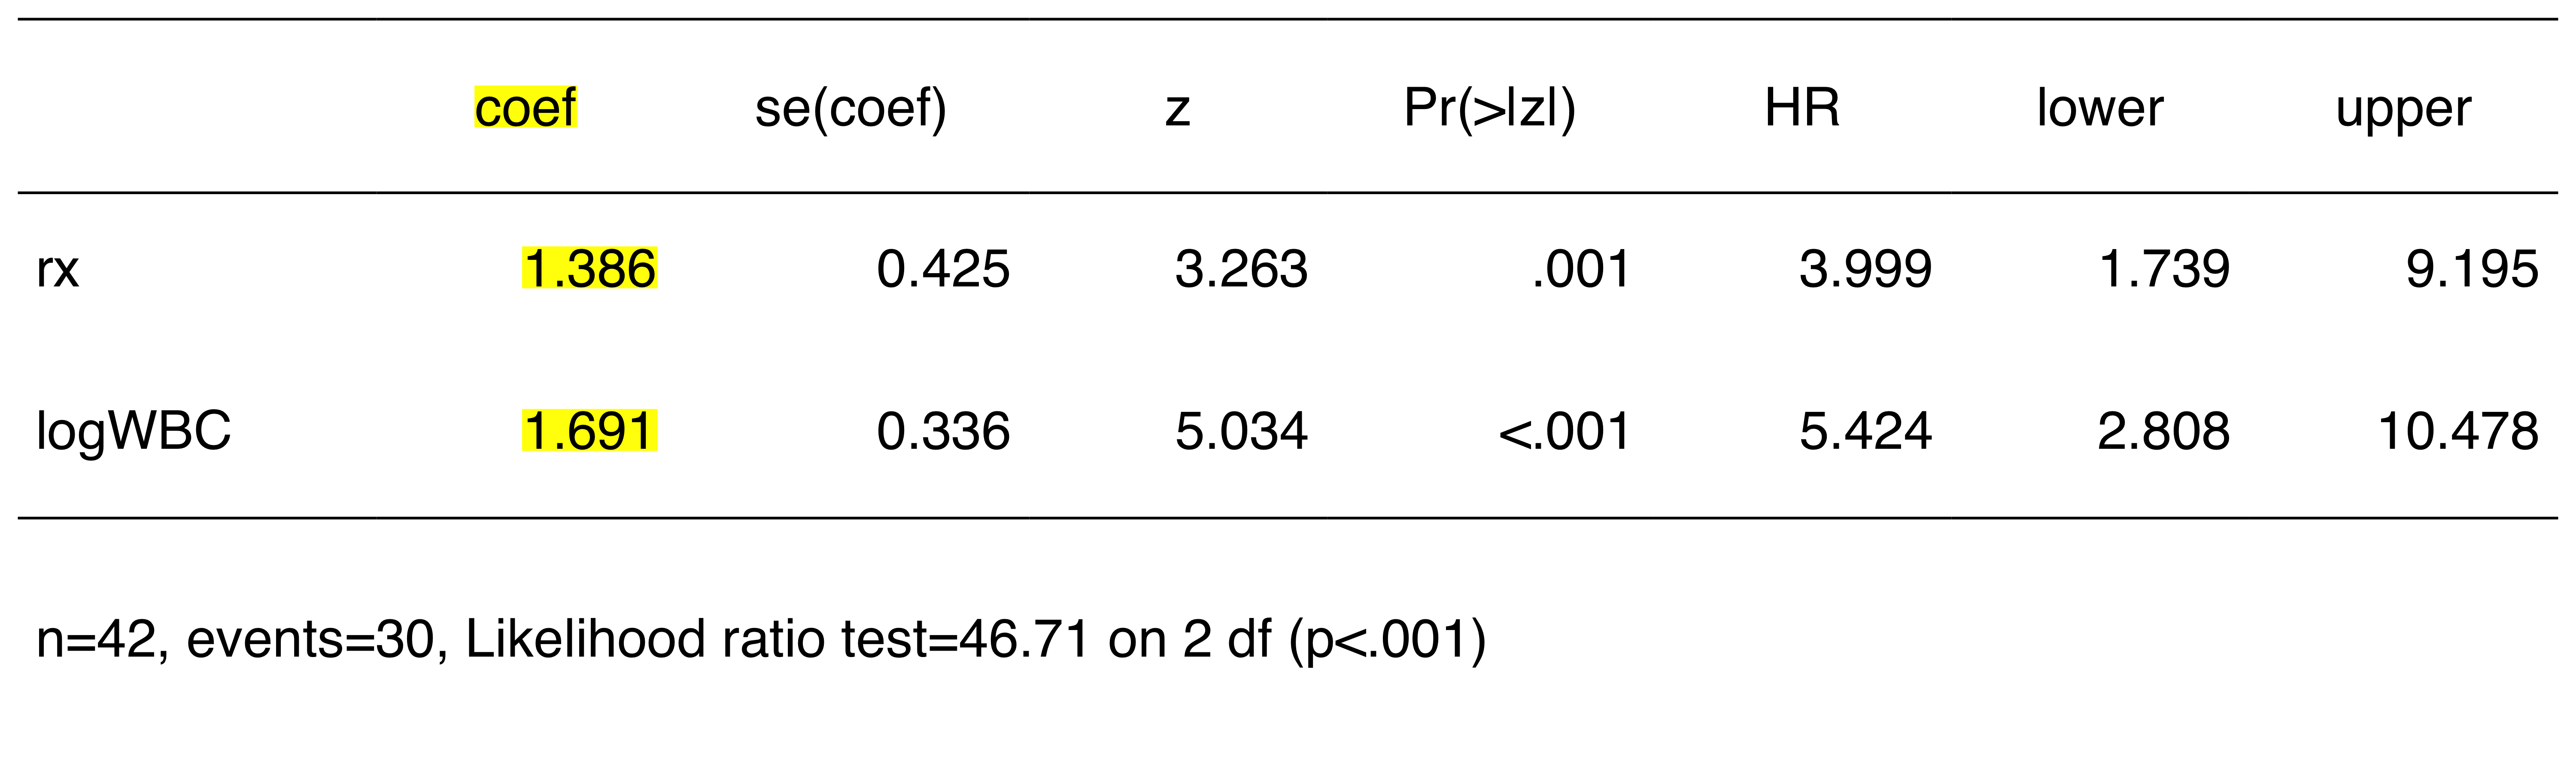 coef se(coef) z Pr(>|z|) HR lower upper
rx 1.386 0.425 3.263 .001 3.999 1.739 9.195
logWBC 1.691 0.336 5.034 <.001 5.424 2.808 10.478
n=42, events=30, Likelihood ratio test=46.71 on 2 df (p<.001)